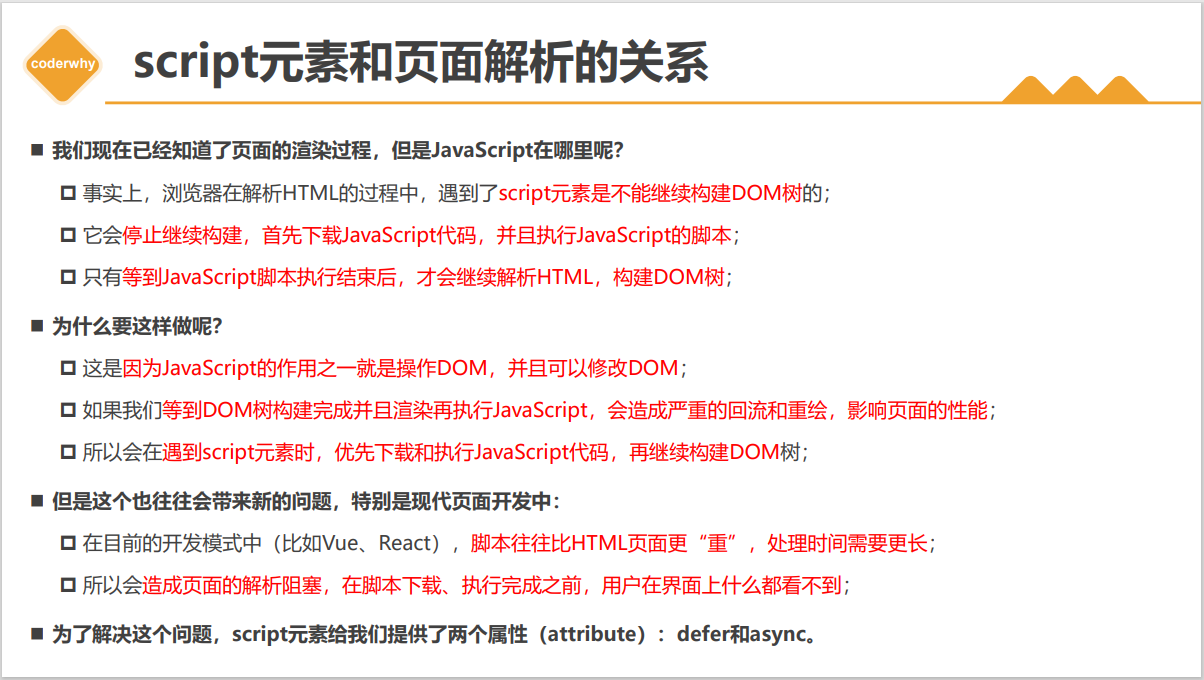 coderwhy
script元素和页面解析的关系
■ 我们现在已经知道了页面的渲染过程，但是JavaScript在哪里呢？
事实上，浏览器在解析HTML的过程中，遇到了script元素是不能继续构建DOM树的；
它会停止继续构建，首先下载JavaScript代码，并且执行JavaScript的脚本；
只有等到JavaScript脚本执行结束后，才会继续解析HTML，构建DOM树；
■ 为什么要这样做呢？
这是因为JavaScript的作用之一就是操作DOM，并且可以修改DOM；
如果我们等到DOM树构建完成并且渲染再执行JavaScript，会造成严重的回流和重绘，影响页面的性能；
所以会在遇到script元素时，优先下载和执行JavaScript代码，再继续构建DOM树；
■ 但是这个也往往会带来新的问题，特别是现代页面开发中：
在目前的开发模式中（比如Vue、React），脚本往往比HTML页面更“重”，处理时间需要更长；
所以会造成页面的解析阻塞，在脚本下载、执行完成之前，用户在界面上什么都看不到；
■ 为了解决这个问题，script元素给我们提供了两个属性（attribute）：defer和async。